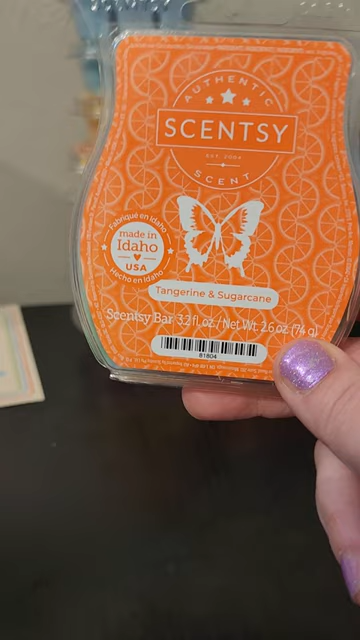 AUTHENTIC
SCENTSY
EST. 2004
SCENT
Fabriqué en Idaho
made in
Idaho
USA
Hecho en Idaho
Tangerine & Sugarcane
Scentsy Bar 3.2 fl. oz / Net Wt. 2.6 oz (74 g)
81804